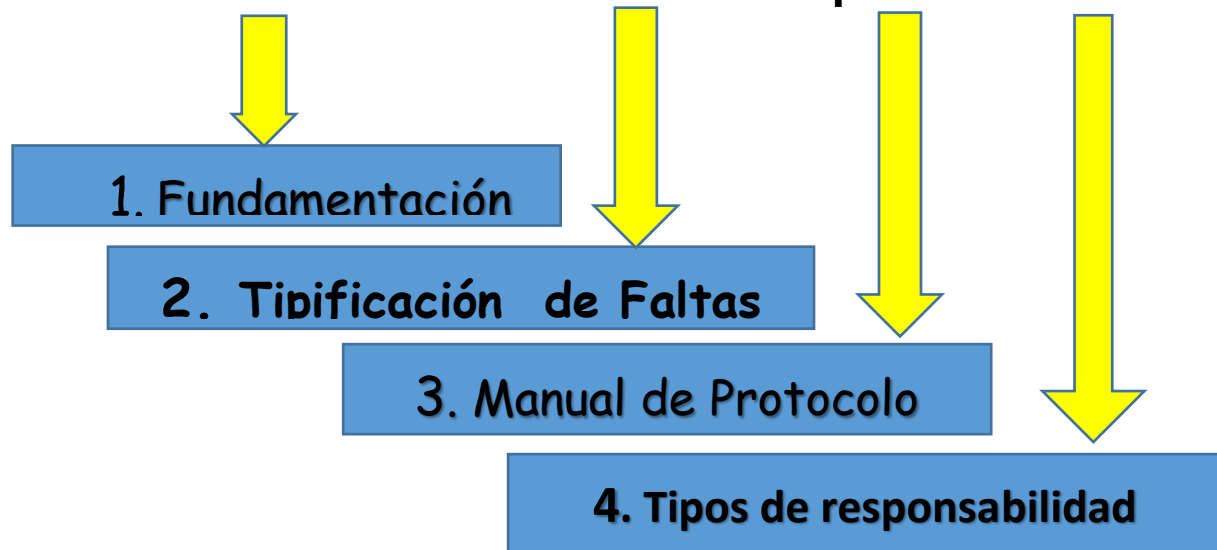 1. Fundamentación
2. Tipificación de Faltas
3. Manual de Protocolo
4. Tipos de responsabilidad